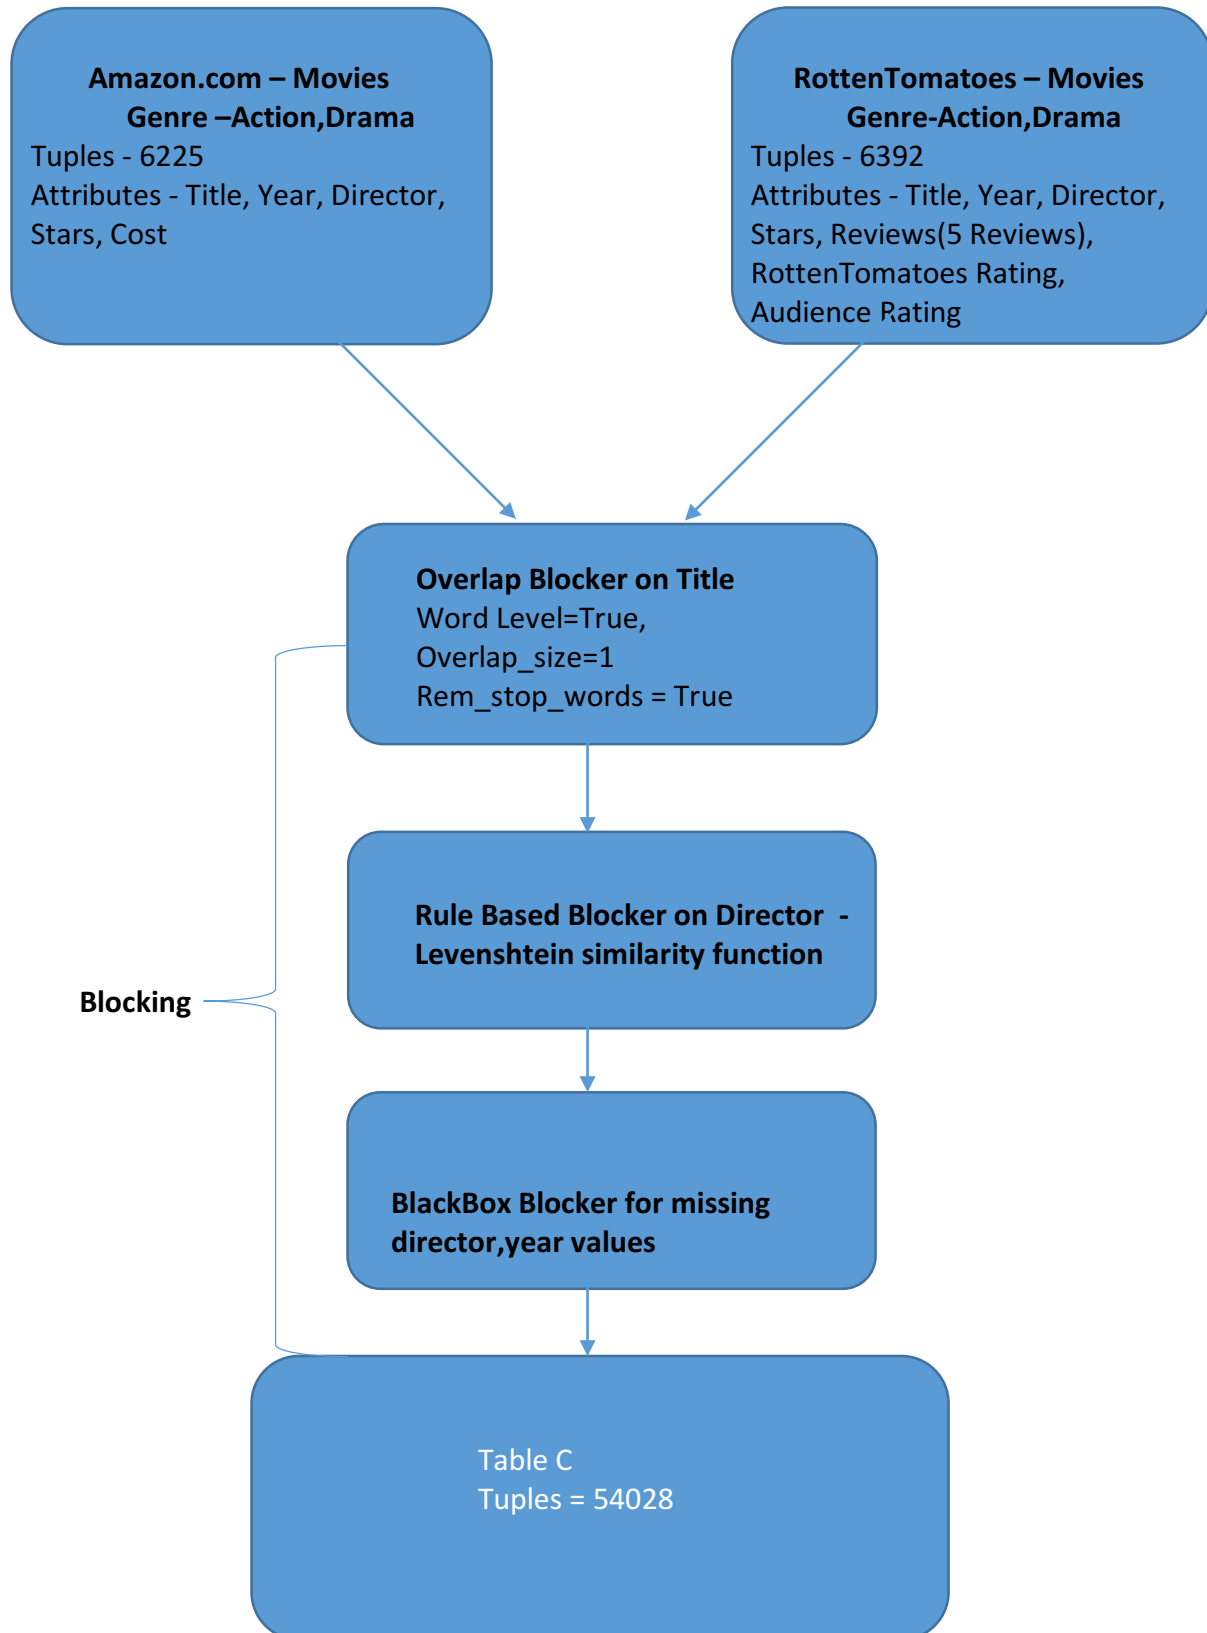 Amazon.com – Movies
Genre –Action,Drama
Tuples - 6225
Attributes - Title, Year, Director,
Stars, Cost
RottenTomatoes – Movies
Genre-Action,Drama
Tuples - 6392
Attributes - Title, Year, Director,
Stars, Reviews(5 Reviews),
RottenTomatoes Rating,
Audience Rating
Overlap Blocker on Title
Word Level=True,
Overlap_size=1
Rem_stop_words = True
Rule Based Blocker on Director -
Levenshtein similarity function
Blocking
BlackBox Blocker for missing
director,year values
Table C
Tuples = 54028